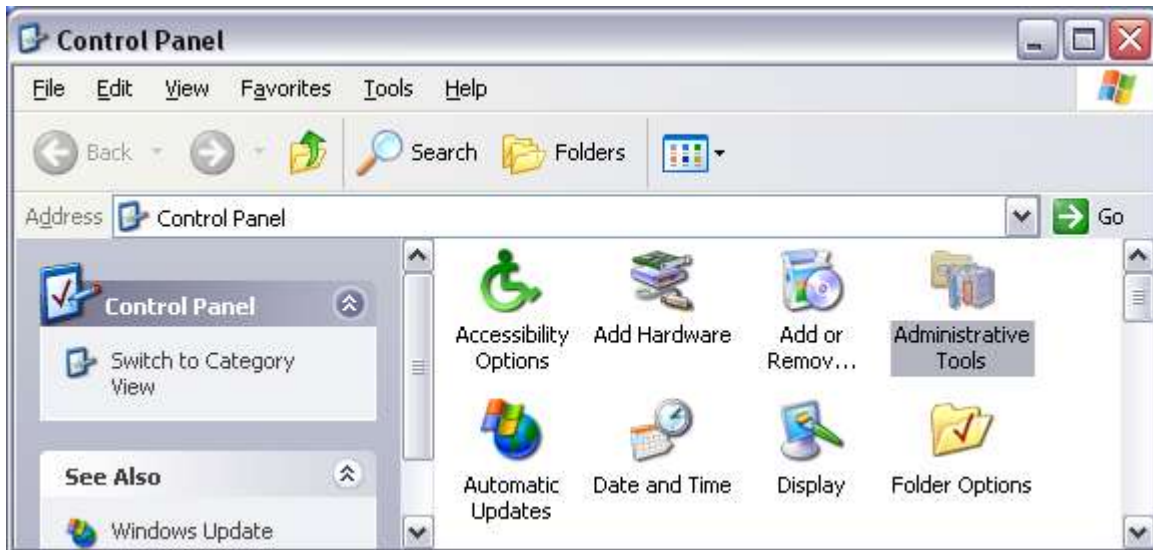 Control Panel
File Edit View Favorites Tools Help
Back Search Folders
Address Control Panel Go
Control Panel
Switch to Category
View
See Also
Windows Update
Accessibility
Options
Add Hardware
Add or
Remov...
Administrative
Tools
Automatic
Updates
Date and Time
Display
Folder Options